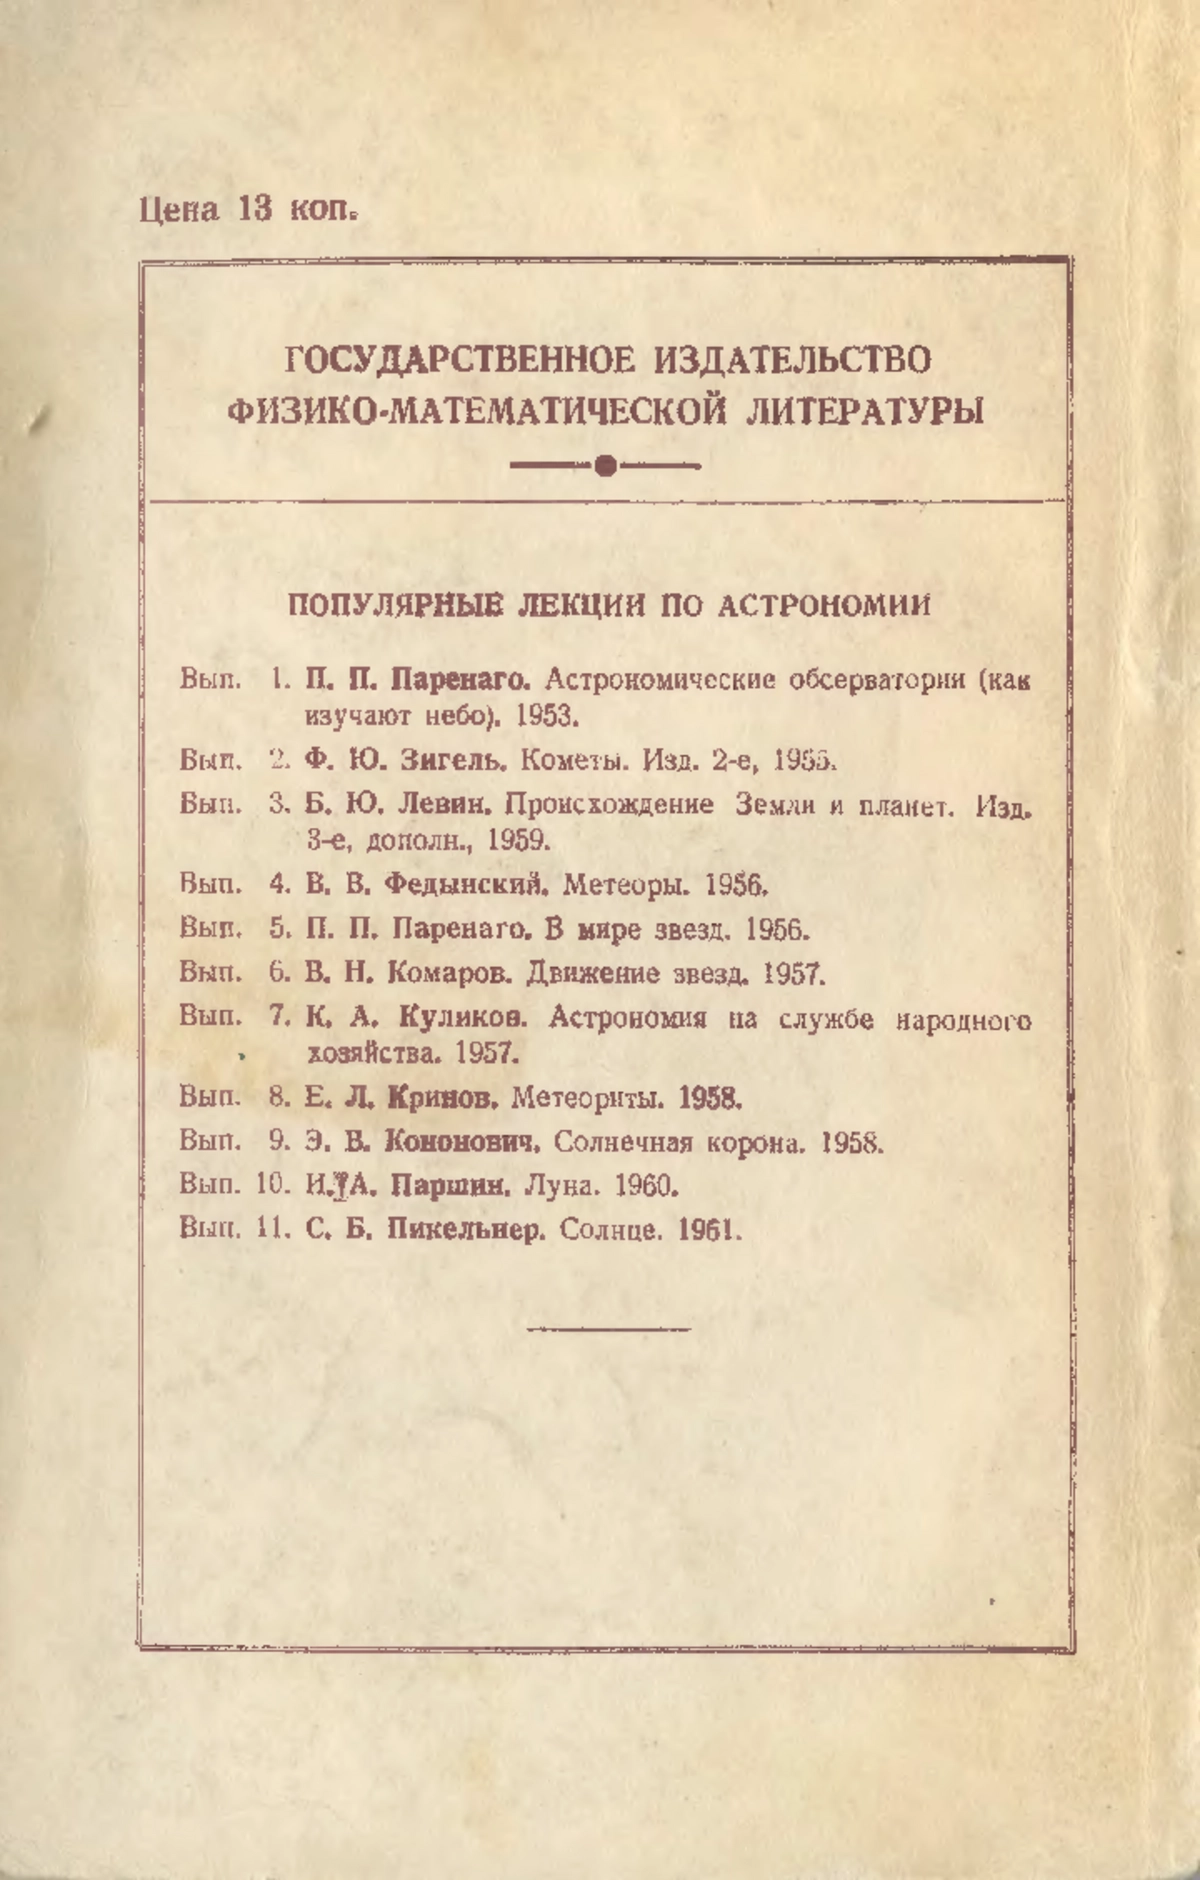 Цена 13 коп.
ГОСУДАРСТВЕННОЕ ИЗДАТЕЛЬСТВО
ФИЗИКО-МАТЕМАТИЧЕСКОЙ ЛИТЕРАТУРЫ
ПОПУЛЯРНЫЕ ЛЕКЦИИ ПО АСТРОНОМИИ
Вып. 1. П. П. Паренаго. Астрономические обсерватории (как
изучают небо). 1953.
Вып. 2. Ф. Ю. Зигель. Кометы. Изд. 2-е,
Вып. 3. Б. Ю. Левин. Происхождение Земли и планет. Изд.
3-е, дополн., 1959.
Вып. 4. В. В. Федынский. Метеоры. 1956.
Вып. 5. П. П. Паренаго. В мире звезд. 1956.
Вып. 6. В. Н. Комаров. Движение звезд. 1957.
Вып. 7. К. А. Куликов. Астрономия на службе народного
хозяйства. 1957.
Вып. 8. Е. Л. Кринов. Метеориты. 1958.
Вып. 9. Э. В. Кононович. Солнечная корона. 1958.
Вып. 10. И. А. Паршин. Луна. 1960.
Вып. 11. С. Б. Пикельнер. Солнце. 1961.